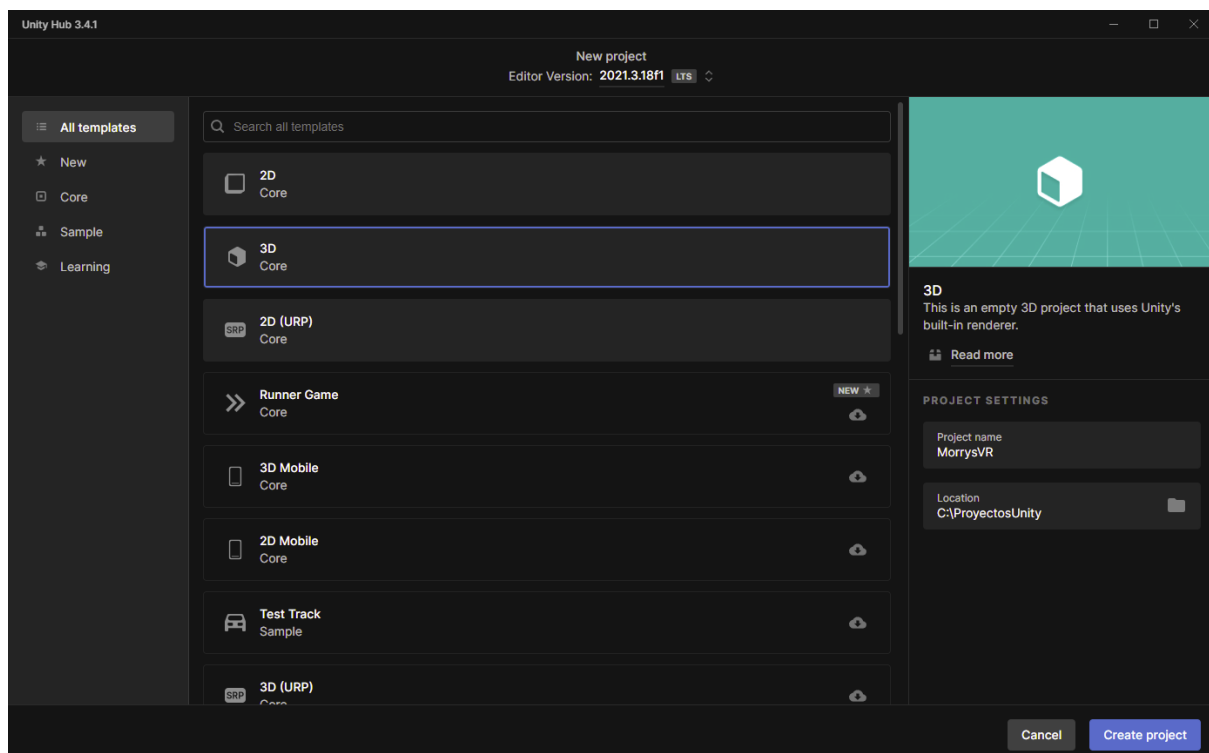 Unity Hub 3.4.1
New project
Editor Version: 2021.3.18f1 LTS
All templates
New
Core
Sample
Learning
Search all templates
2D
Core
3D
Core
SRP
2D (URP)
Core
Runner Game
Core
NEW
3D Mobile
Core
2D Mobile
Core
Test Track
Sample
SRP
3D (URP)
Core
3D
This is an empty 3D project that uses Unity's
built-in renderer.
Read more
PROJECT SETTINGS
Project name
MorrysVR
Location
C:\ProyectosUnity
Cancel
Create project